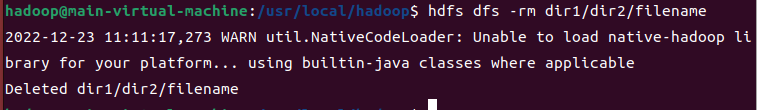 hadoop@main-virtual-machine:/usr/local/hadoop$ hdfs dfs -rm dir1/dir2/filename
2022-12-23 11:11:17,273 WARN util.NativeCodeLoader: Unable to load native-hadoop li
brary for your platform... using builtin-java classes where applicable
Deleted dir1/dir2/filename